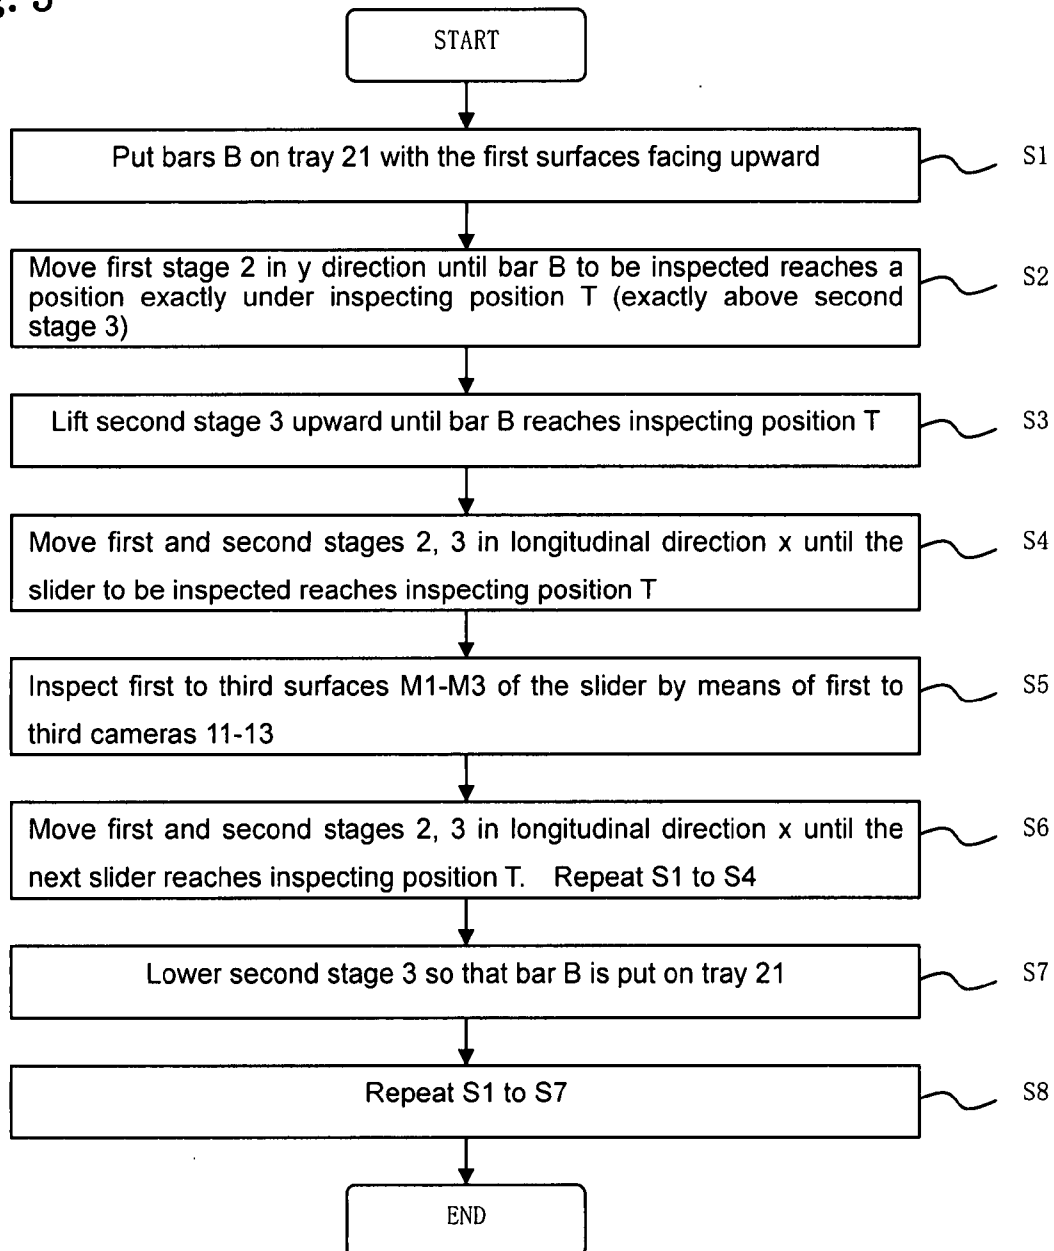 START
Put bars B on tray 21 with the first surfaces facing upward
S1
Move first stage 2 in y direction until bar B to be inspected reaches a
position exactly under inspecting position T (exactly above second
stage 3)
S2
Lift second stage 3 upward until bar B reaches inspecting position T
S3
Move first and second stages 2, 3 in longitudinal direction x until the
slider to be inspected reaches inspecting position T
S4
Inspect first to third surfaces M1-M3 of the slider by means of first to
third cameras 11-13
S5
Move first and second stages 2, 3 in longitudinal direction x until the
next slider reaches inspecting position T. Repeat S1 to S4
S6
Lower second stage 3 so that bar B is put on tray 21
S7
Repeat S1 to S7
S8
END